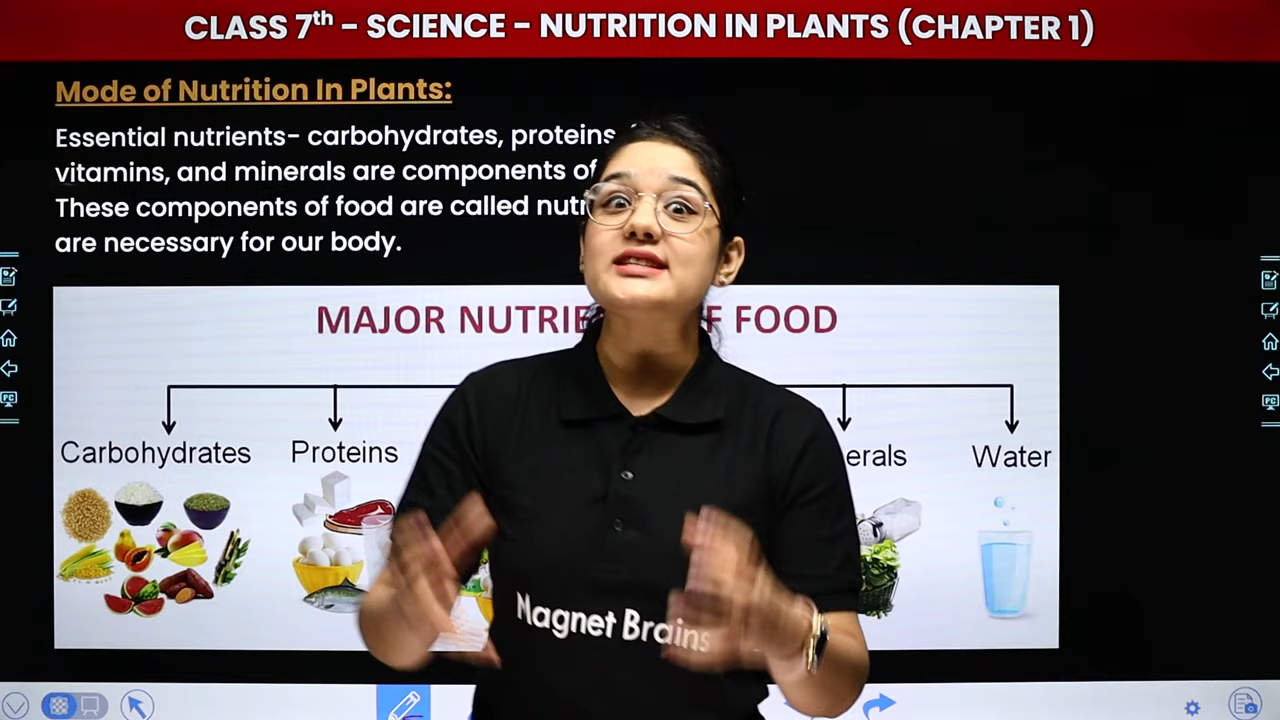 CLASS 7th - SCIENCE - NUTRITION IN PLANTS (CHAPTER 1)
Mode of Nutrition In Plants:
Essential nutrients- carbohydrates, proteins
vitamins, and minerals are components of
These components of food are called
are necessary for our body.
MAJOR FOOD
Carbohydrates
Proteins
Water
Magnet Brains
PC
PC